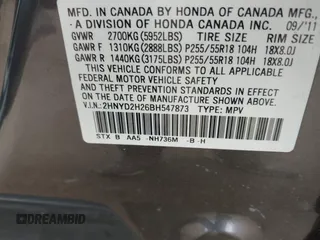 MFD. IN CANADA BY HONDA OF CANADA MFG.,
- A DIVISION OF HONDA CANADA INC. 09/'11
GVWR 2700KG (5952LBS) TIRE SIZE RIM SIZE
GAWR F 1310KG (2888LBS) P255/55R18 104H 18X8.0J
GAWR R 1440KG (3175LBS) P255/55R18 104H 18X8.0J
THIS VEHICLE CONFORMS TO ALL APPLICABLE
FEDERAL MOTOR VEHICLE SAFETY AND
THEFT PREVENTION STANDARDS IN EFFECT ON
THE DATE OF MANUFACTURE SHOWN ABOVE.
V.I.N.: 2HNYD2H26BH547873 TYPE: MPV
STX B AA5 -NH736M -B-H
© DREAMBID